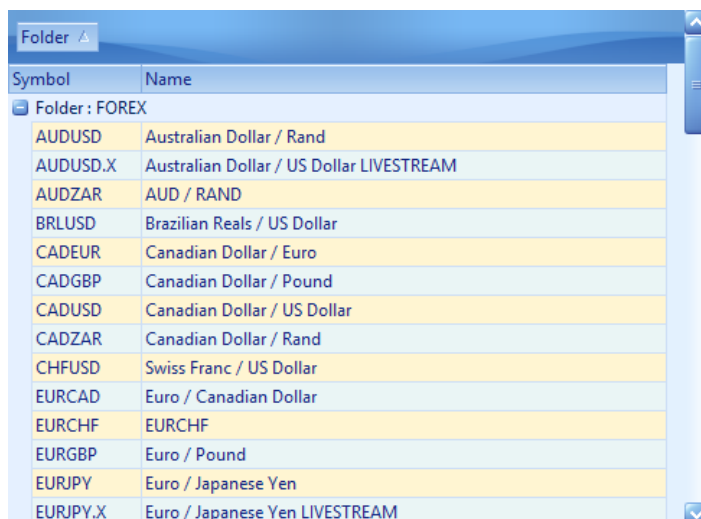 Folder
Symbol Name
Folder : FOREX
AUDUSD Australian Dollar / Rand
AUDUSD.X Australian Dollar / US Dollar LIVESTREAM
AUDZAR AUD / RAND
BRLUSD Brazilian Reals / US Dollar
CADEUR Canadian Dollar / Euro
CADGBP Canadian Dollar / Pound
CADUSD Canadian Dollar / US Dollar
CADZAR Canadian Dollar / Rand
CHFUSD Swiss Franc / US Dollar
EURCAD Euro / Canadian Dollar
EURCHF EURCHF
EURGBP Euro / Pound
EURJPY Euro / Japanese Yen
EURJPY.X Euro / Japanese Yen LIVESTREAM